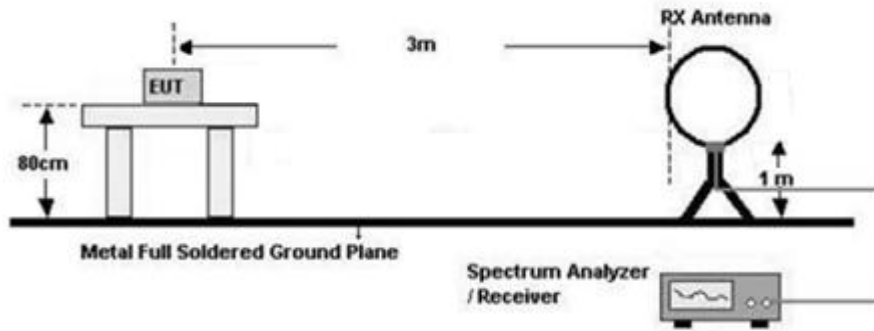 RX Antenna
3m
EUT
80cm
1 m
Metal Full Soldered Ground Plane
Spectrum Analyzer
/ Receiver